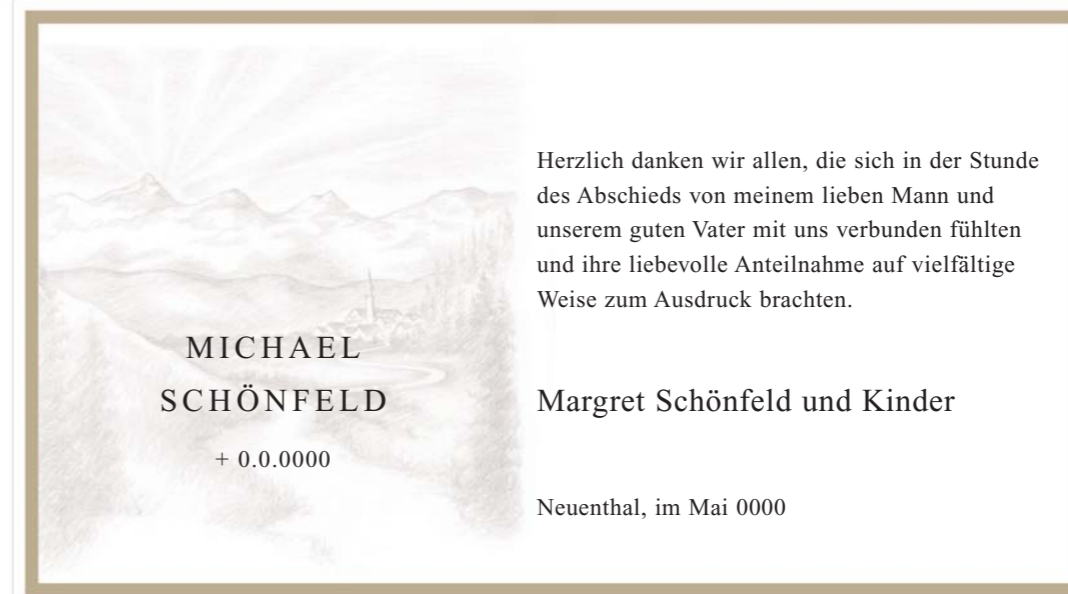 MICHAEL
SCHÖNFELD
+ 0.0.0000
Herzlich danken wir allen, die sich in der Stunde
des Abschieds von meinem lieben Mann und
unserem guten Vater mit uns verbunden fühlten
und ihre liebevolle Anteilnahme auf vielfältige
Weise zum Ausdruck brachten.
Margret Schönfeld und Kinder
Neuenthal, im Mai 0000